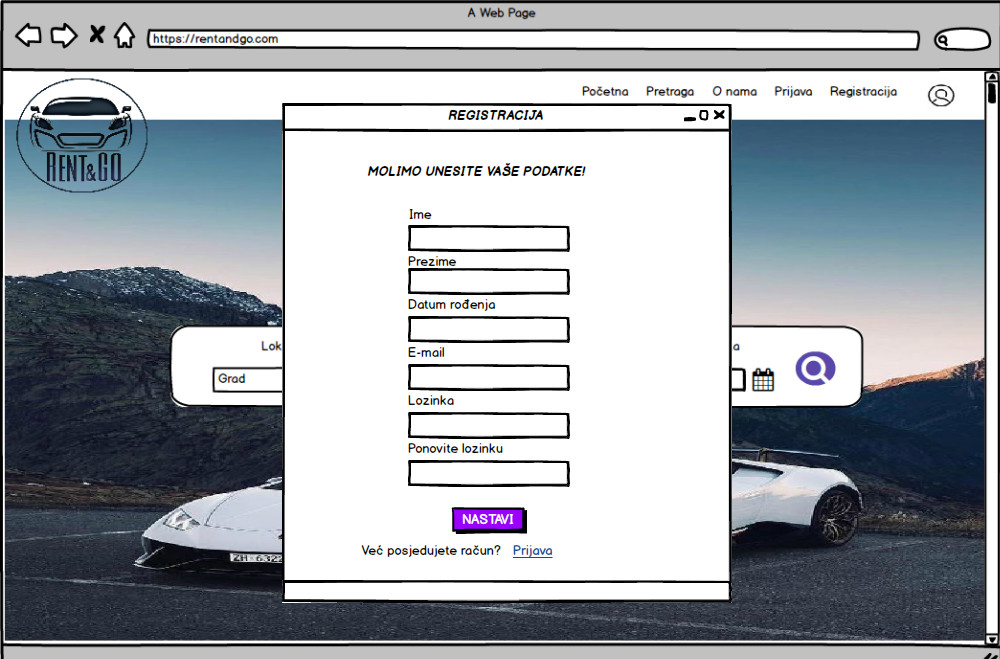 A Web Page
https://rentandgo.com
Početna Pretraga O nama Prijava Registracija
RENT&GO
REGISTRACIJA
MOLIMO UNESITE VAŠE PODATKE!
Ime
Prezime
Datum rođenja
E-mail
Lozinka
Ponovite lozinku
NASTAVI
Već posjedujete račun? Prijava
Lok
a
Grad
ZH·6322